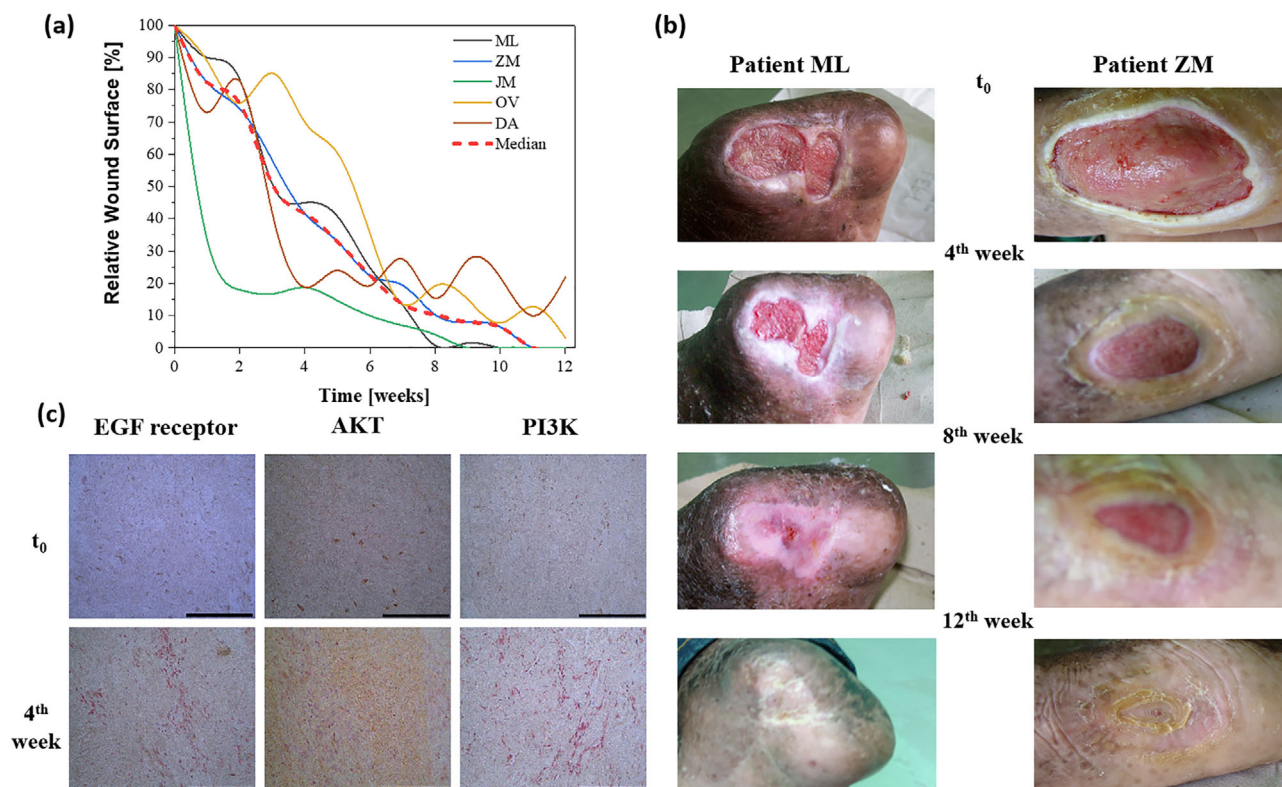 (a)
100
90
80
70
60
50
40
30
20
10
0
Relative Wound Surface [%]
ML
ZM
JM
OV
DA
Median
0 2 4 6 8 10 12
Time [weeks]
(b)
Patient ML
t0
Patient ZM
4th week
8th week
12th week
(c)
EGF receptor
AKT
PI3K
t0
4th
week